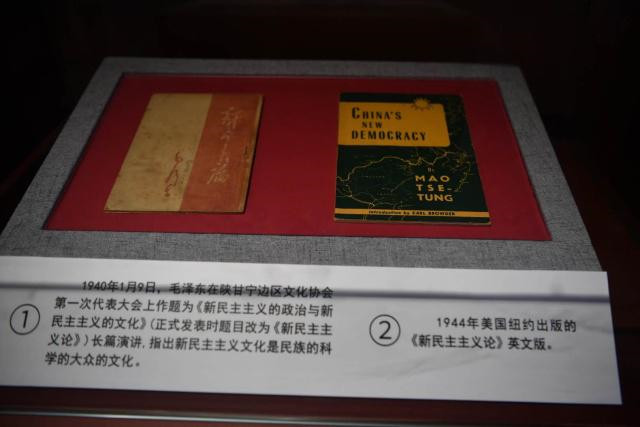 CHINA'S
NEW
DEMOCRACY
By
MAO
TSE-
TUNG
Introduction by EARL BROWDER
①
1940年1月9日，毛泽东在陕甘宁边区文化协会
第一次代表大会上作题为《新民主主义的政治与新
民主主义的文化》（正式发表时题目改为《新民主主
义论》）长篇演讲，指出新民主主义文化是民族的科
学的大众的文化。
②
1944年美国纽约出版的
《新民主主义论》英文版。